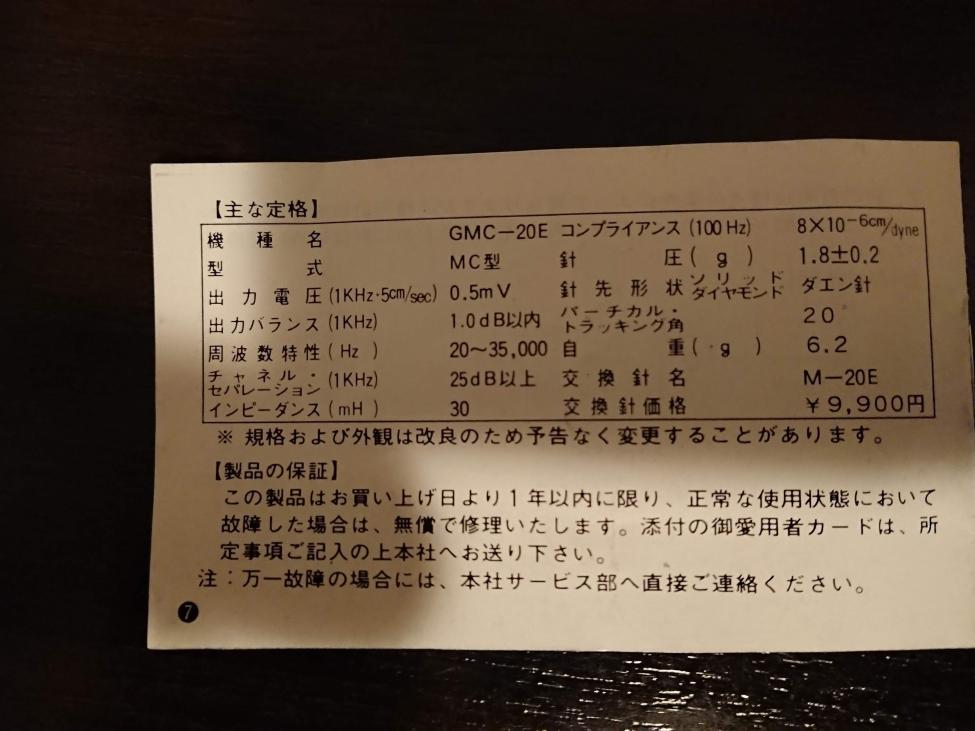 【主な定格】
機種名 GMC-20E コンプライアンス (100Hz) 8×10-6cm/dyne
型式 MC型 針圧(g) 1.8±0.2
出力電圧(1KHz·5cm/sec) 0.5mV 針先形状 ソリッドダイヤモンド ダエン針
出力バランス(1KHz) 1.0dB以内 バーチカル・トラッキング角 20
周波数特性(Hz) 20〜35,000 自重(g) 6.2
チャネル・セパレーション(1KHz) 25dB以上 交換針名 M-20E
インピーダンス(mH) 30 交換針価格 ¥9,900円
※ 規格および外観は改良のため予告なく変更することがあります。
【製品の保証】
この製品はお買い上げ日より1年以内に限り、正常な使用状態において
故障した場合は、無償で修理いたします。添付の御愛用者カードは、所
定事項ご記入の上本社へお送り下さい。
注：万一故障の場合には、本社サービス部へ直接ご連絡ください。
❼